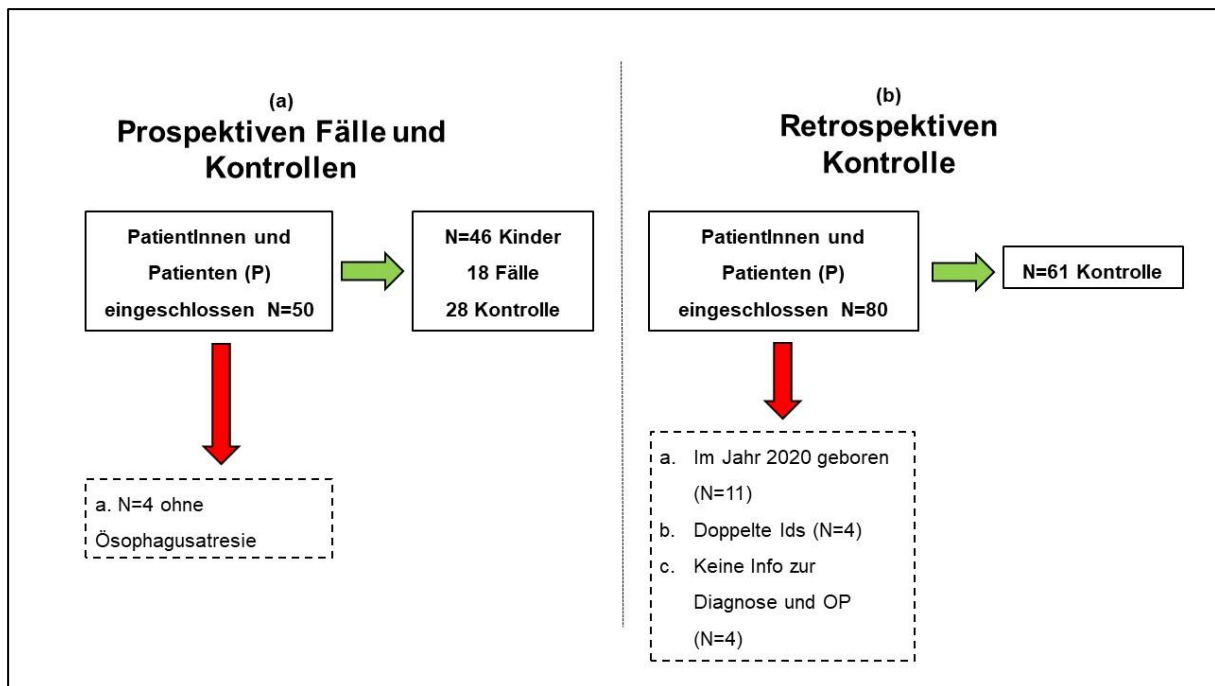 (a)
Prospektiven Fälle und
Kontrollen
PatientInnen und
Patienten (P)
eingeschlossen N=50
N=46 Kinder
18 Fälle
28 Kontrolle
a. N=4 ohne
Ösophagusatresie
(b)
Retrospektiven
Kontrolle
PatientInnen und
Patienten (P)
eingeschlossen N=80
N=61 Kontrolle
a. Im Jahr 2020 geboren
(N=11)
b. Doppelte Ids (N=4)
c. Keine Info zur
Diagnose und OP
(N=4)